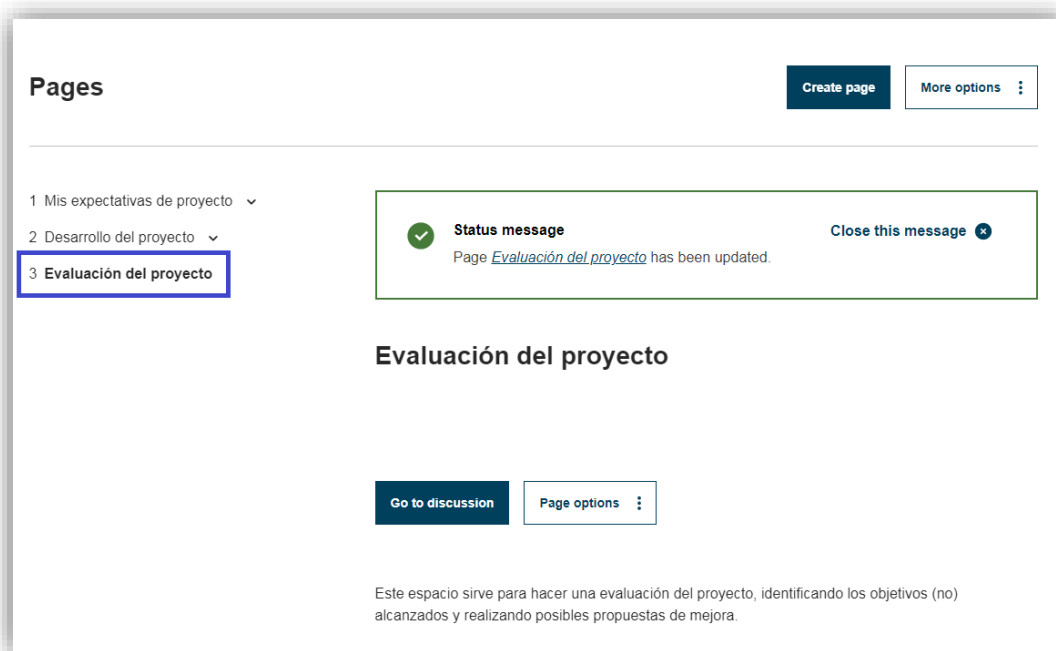 Pages
Create page
More options
1 Mis expectativas de proyecto
2 Desarrollo del proyecto
3 Evaluación del proyecto
Status message
Close this message
Page Evaluación del proyecto has been updated.
Evaluación del proyecto
Go to discussion
Page options
Este espacio sirve para hacer una evaluación del proyecto, identificando los objetivos (no)
alcanzados y realizando posibles propuestas de mejora.